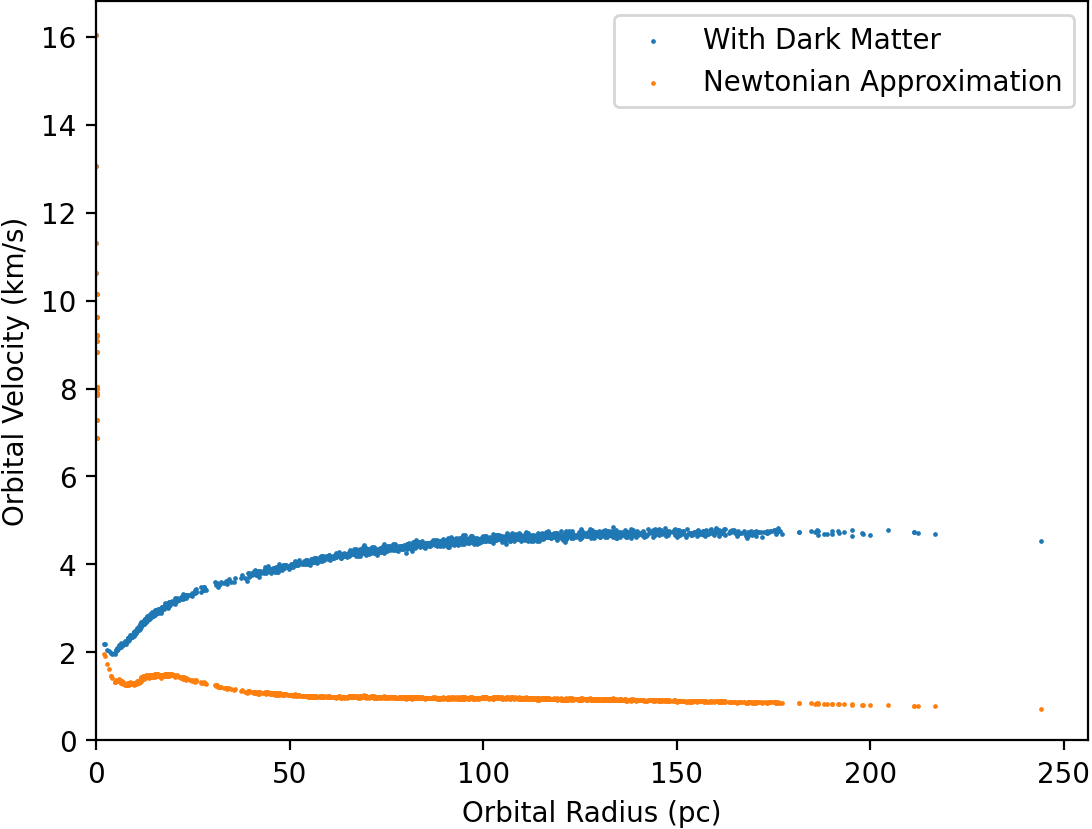 With Dark Matter
Newtonian Approximation
16
14
12
10
8
6
4
2
0
Orbital Velocity (km/s)
0 50 100 150 200 250
Orbital Radius (pc)